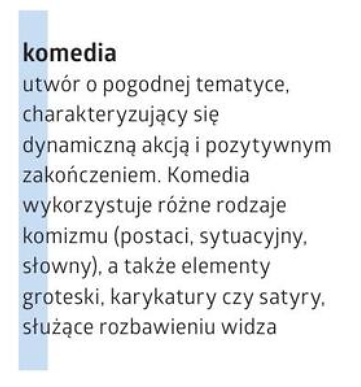 komedia
utwór o pogodnej tematyce,
charakteryzujący się
dynamiczną akcją i pozytywnym
zakończeniem. Komedia
wykorzystuje różne rodzaje
komizmu (postaci, sytuacyjny,
słowny), a także elementy
groteski, karykatury czy satyry,
służące rozbawieniu widza